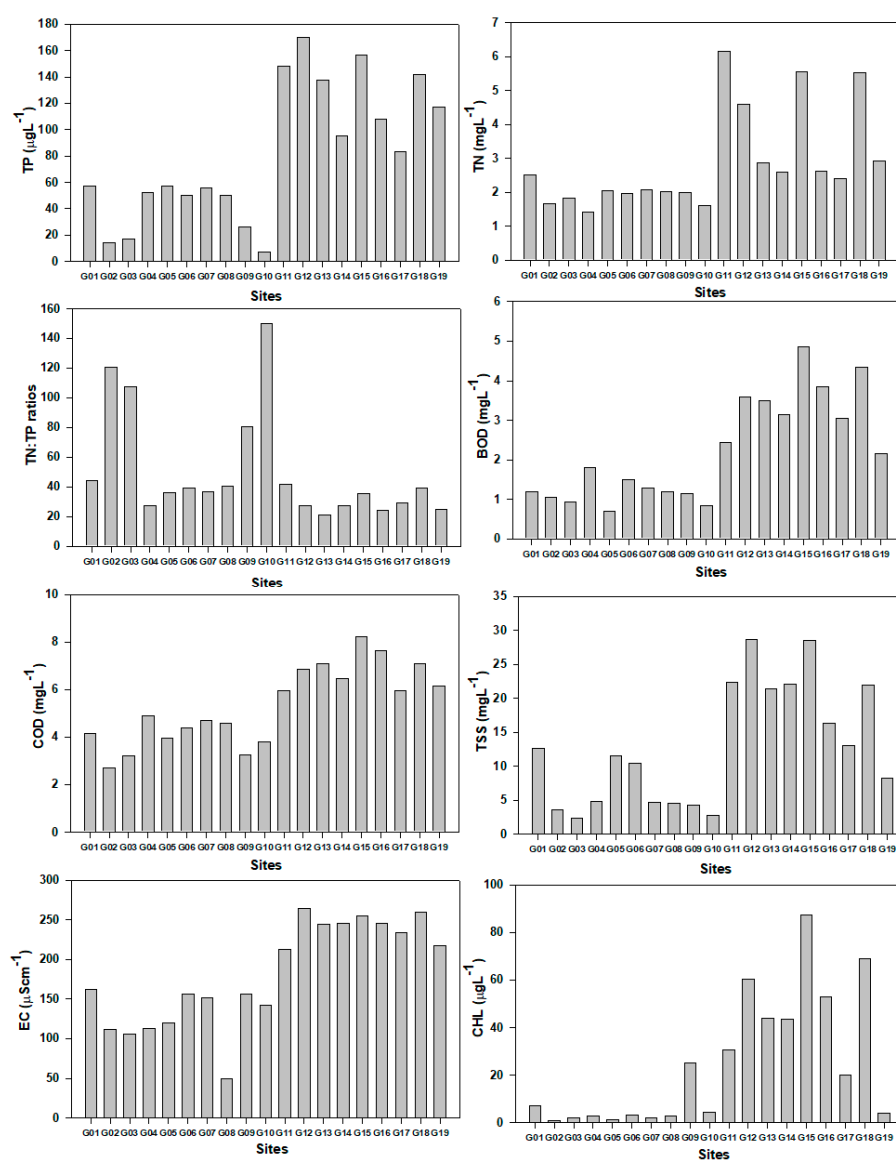 TP (μgL-1)
180
160
140
120
100
80
60
40
20
0
G01 G02 G03 G04 G05 G06 G07 G08 G09 G10 G11 G12 G13 G14 G15 G16 G17 G18 G19
Sites
TN (mgL-1)
7
6
5
4
3
2
1
0
G01 G02 G03 G04 G05 G06 G07 G08 G09 G10 G11 G12 G13 G14 G15 G16 G17 G18 G19
Sites
TN:TP ratios
160
140
120
100
80
60
40
20
0
G01 G02 G03 G04 G05 G06 G07 G08 G09 G10 G11 G12 G13 G14 G15 G16 G17 G18 G19
Sites
BOD (mgL-1)
6
5
4
3
2
1
0
G01 G02 G03 G04 G05 G06 G07 G08 G09 G10 G11 G12 G13 G14 G15 G16 G17 G18 G19
Sites
COD (mgL-1)
10
8
6
4
2
0
G01 G02 G03 G04 G05 G06 G07 G08 G09 G10 G11 G12 G13 G14 G15 G16 G17 G18 G19
Sites
TSS (mgL-1)
35
30
25
20
15
10
5
0
G01 G02 G03 G04 G05 G06 G07 G08 G09 G10 G11 G12 G13 G14 G15 G16 G17 G18 G19
Sites
EC (μScm-1)
300
250
200
150
100
50
0
G01 G02 G03 G04 G05 G06 G07 G08 G09 G10 G11 G12 G13 G14 G15 G16 G17 G18 G19
Sites
CHL (μgL-1)
100
80
60
40
20
0
G01 G02 G03 G04 G05 G06 G07 G08 G09 G10 G11 G12 G13 G14 G15 G16 G17 G18 G19
Sites